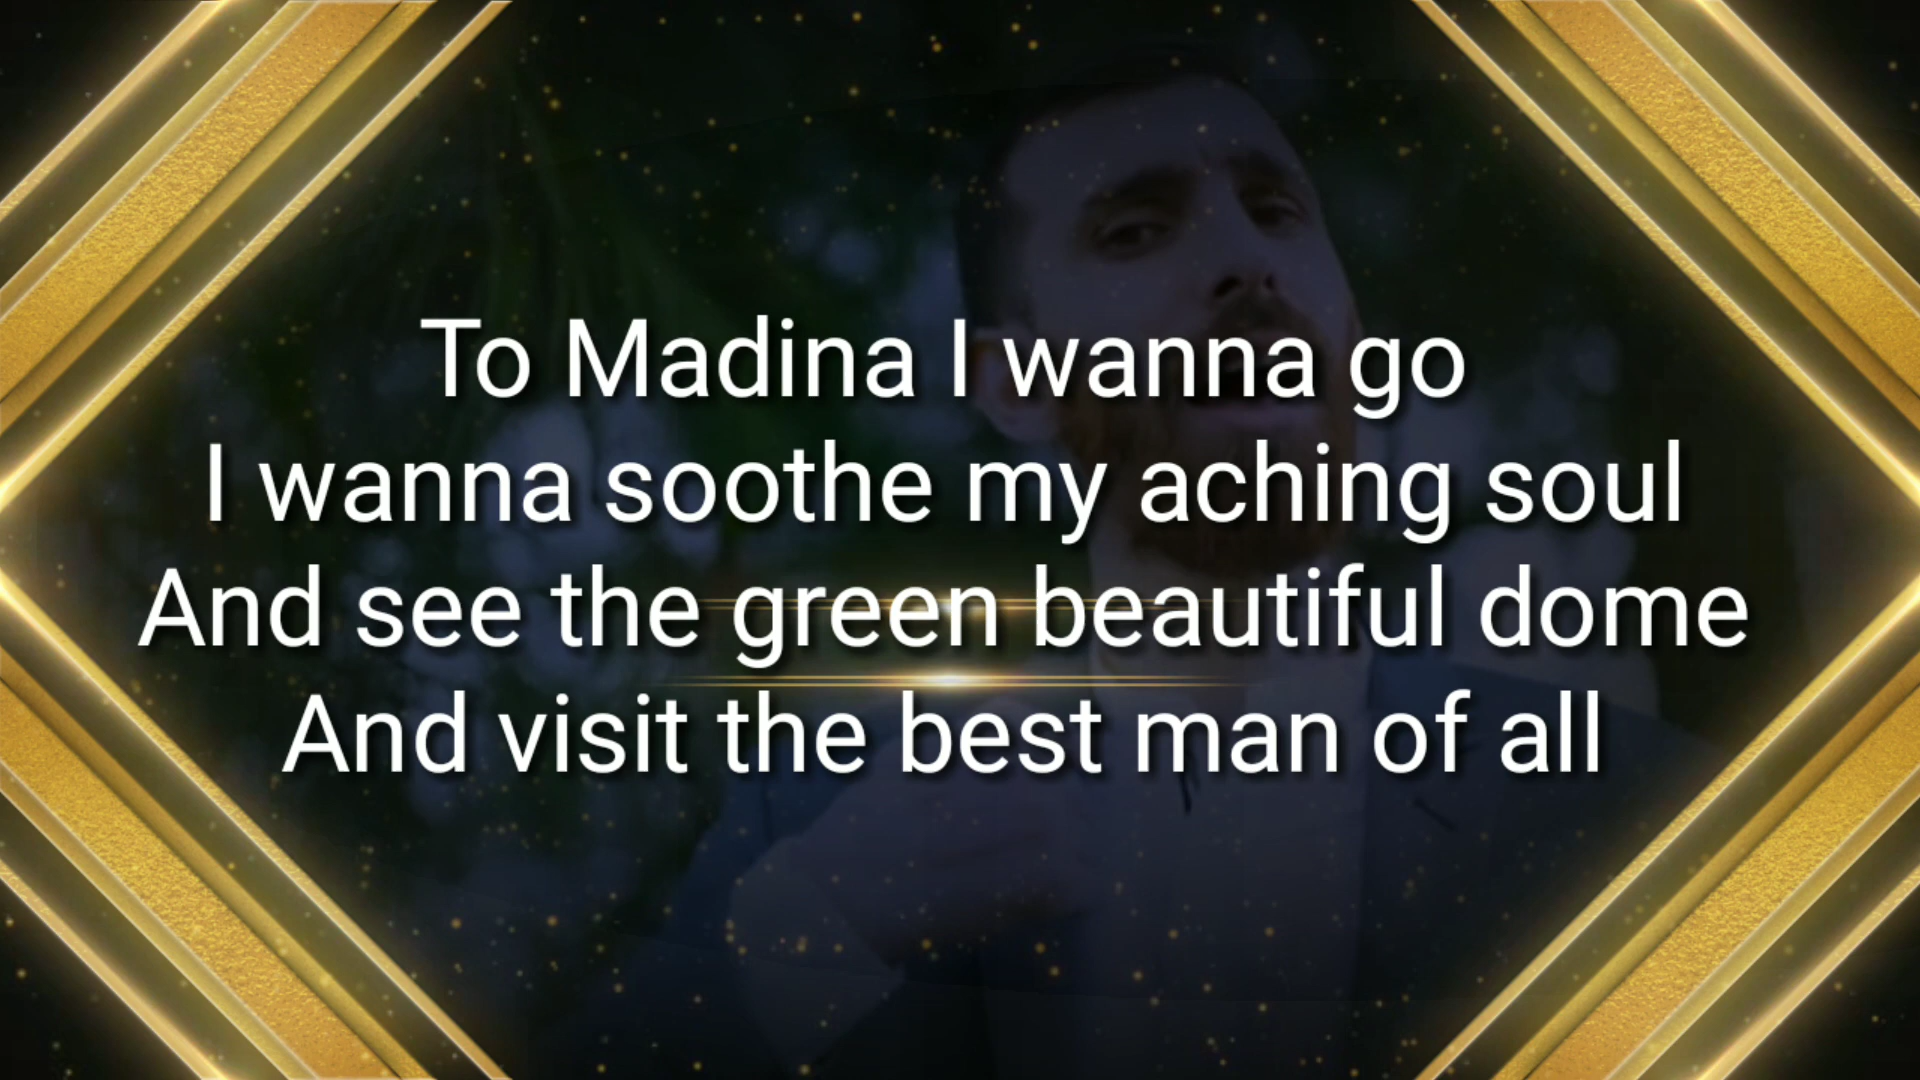 To Madina I wanna go
I wanna soothe my aching soul
And see the green beautiful dome
And visit the best man of all